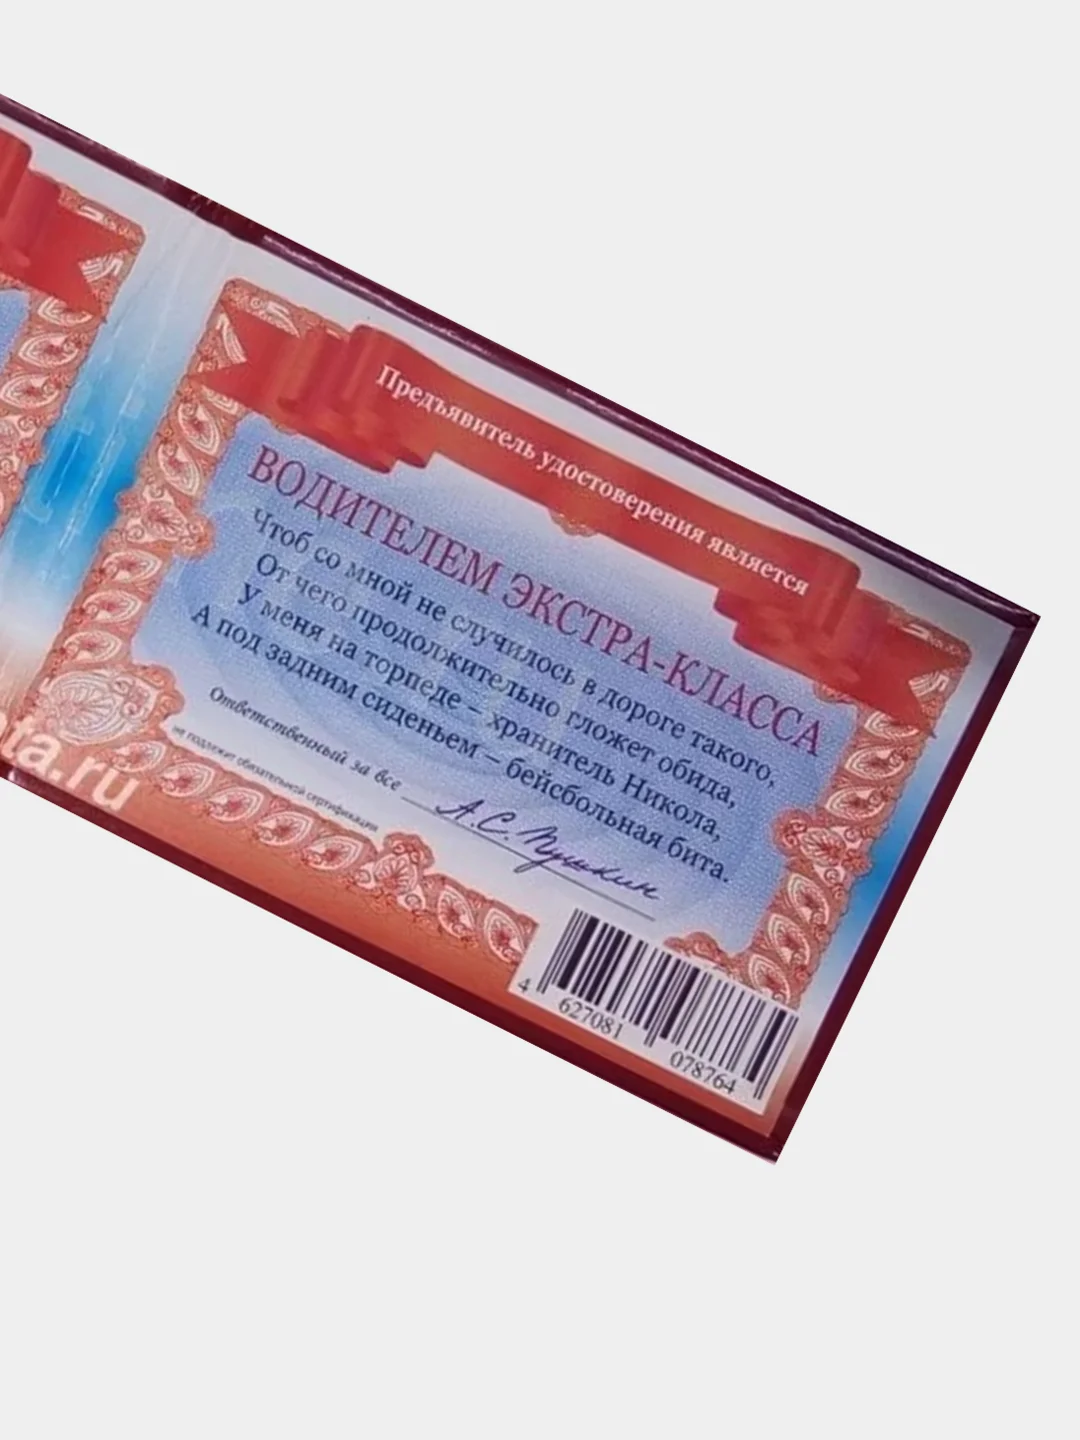 Предъявитель удостоверения является
ВОДИТЕЛЕМ ЭКСТРА-КЛАССА
Чтоб со мной не случилось в дороге такого,
От чего продолжительно гложет обида,
У меня на торпеде – хранитель Никола,
А под задним сиденьем – бейсбольная бита.
Ответственный за все А.С.Пушкин
не подлежит обязательной сертификации
ta.ru
4 627081 078764